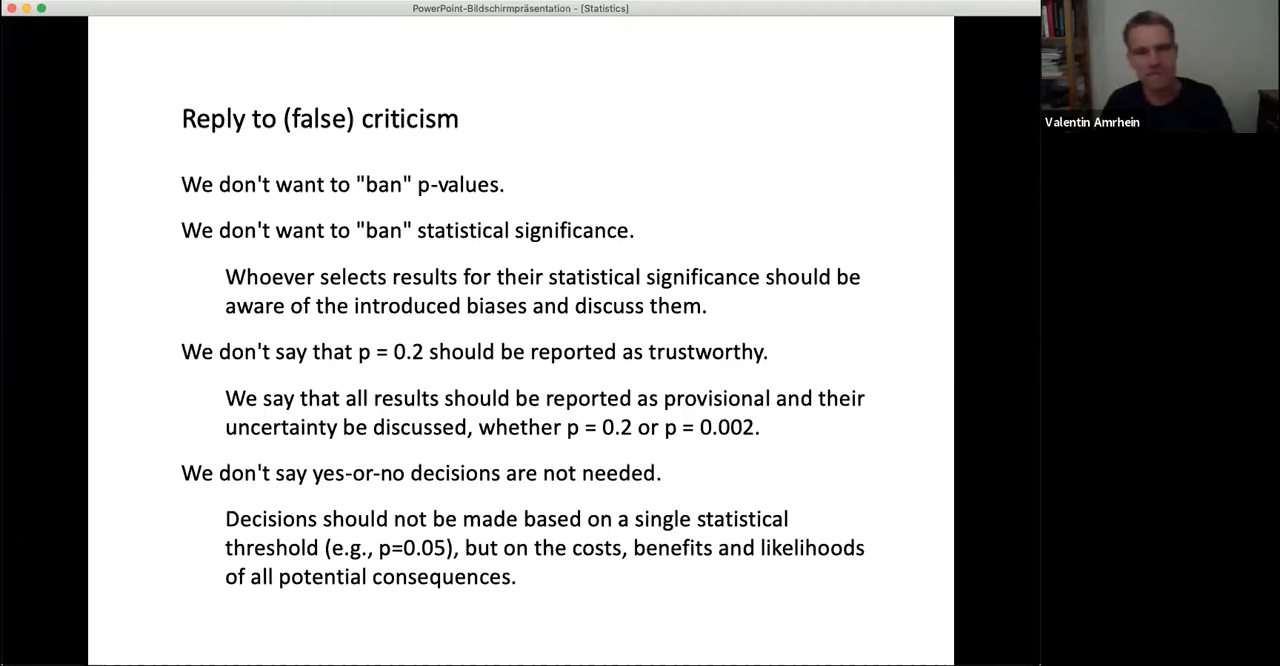 PowerPoint-Bildschirmpräsentation - [Statistics]
Reply to (false) criticism
We don't want to "ban" p-values.
We don't want to "ban" statistical significance.
Whoever selects results for their statistical significance should be
aware of the introduced biases and discuss them.
We don't say that p = 0.2 should be reported as trustworthy.
We say that all results should be reported as provisional and their
uncertainty be discussed, whether p = 0.2 or p = 0.002.
We don't say yes-or-no decisions are not needed.
Decisions should not be made based on a single statistical
threshold (e.g., p=0.05), but on the costs, benefits and likelihoods
of all potential consequences.
Valentin Amrhein